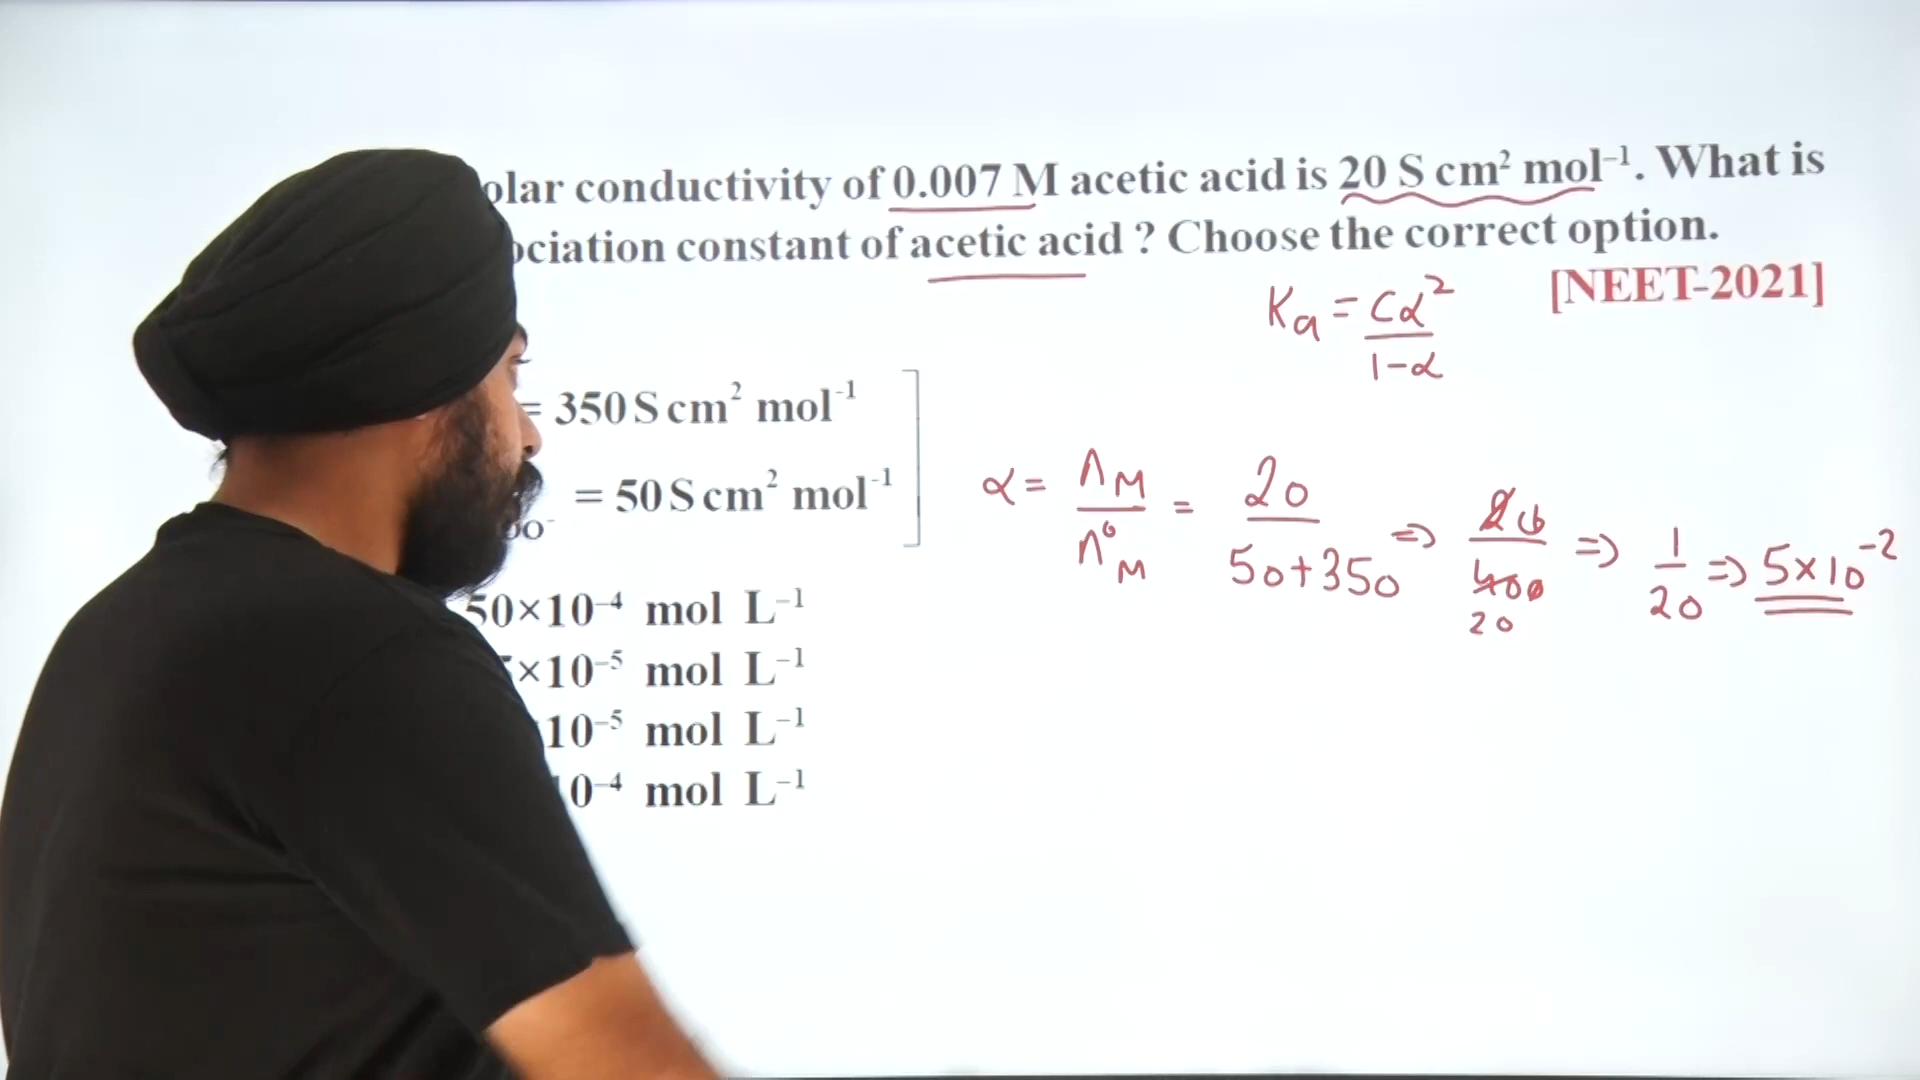 olar conductivity of 0.007 M acetic acid is 20 S cm² mol⁻¹. What is
ociation constant of acetic acid ? Choose the correct option.
[NEET-2021]
Ka = Cα² / 1-α
= 350 S cm² mol⁻¹
= 50 S cm² mol⁻¹
α = ΛM / Λ°M = 20 / 50+350 ⇒ 20 / 400 20 ⇒ 1 / 20 ⇒ 5×10⁻²
50×10⁻⁴ mol L⁻¹
×10⁻⁵ mol L⁻¹
10⁻⁵ mol L⁻¹
0⁻⁴ mol L⁻¹